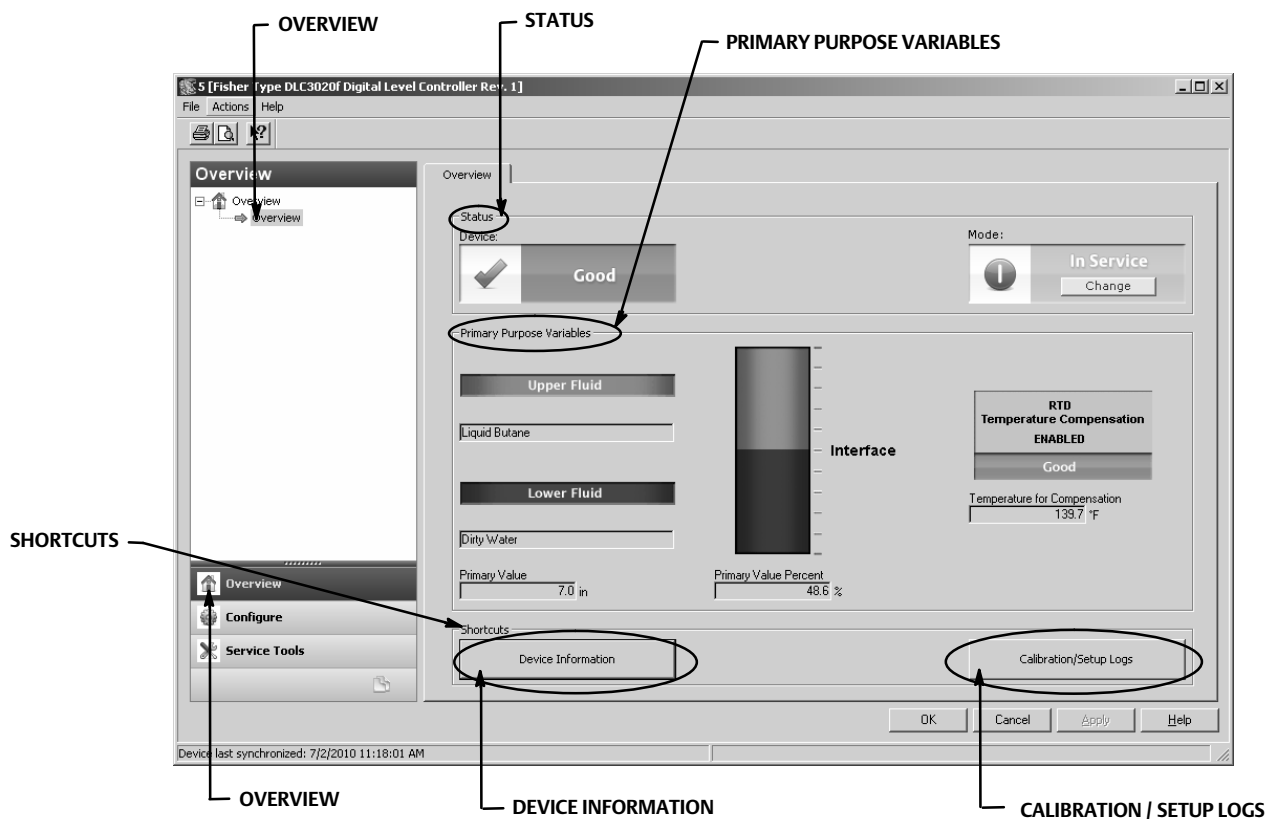 OVERVIEW
STATUS
PRIMARY PURPOSE VARIABLES
5 [Fisher Type DLC3020f Digital Level Controller Rev. 1]
File Actions Help
Overview
Overview
Overview
Overview
Status
Device:
Good
Mode:
In Service
Change
Primary Purpose Variables
Upper Fluid
Liquid Butane
Lower Fluid
Dirty Water
Primary Value
7.0 in
Interface
Primary Value Percent
48.6 %
RTD
Temperature Compensation
ENABLED
Good
Temperature for Compensation
139.7 °F
SHORTCUTS
Overview
Configure
Service Tools
Shortcuts
Device Information
Calibration/Setup Logs
OK Cancel Apply Help
Device last synchronized: 7/2/2010 11:18:01 AM
OVERVIEW
DEVICE INFORMATION
CALIBRATION / SETUP LOGS